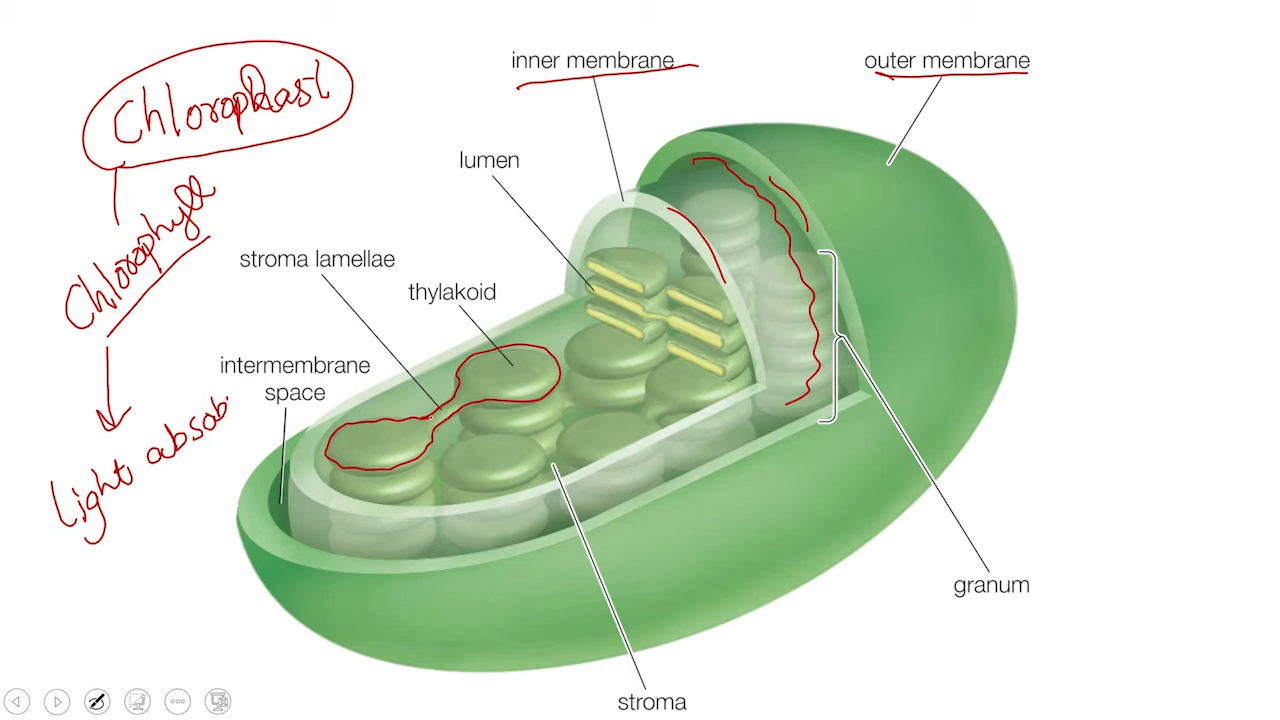 Chloroplast
Chlorophyll
Light absob
inner membrane
outer membrane
lumen
stroma lamellae
thylakoid
intermembrane
space
granum
stroma